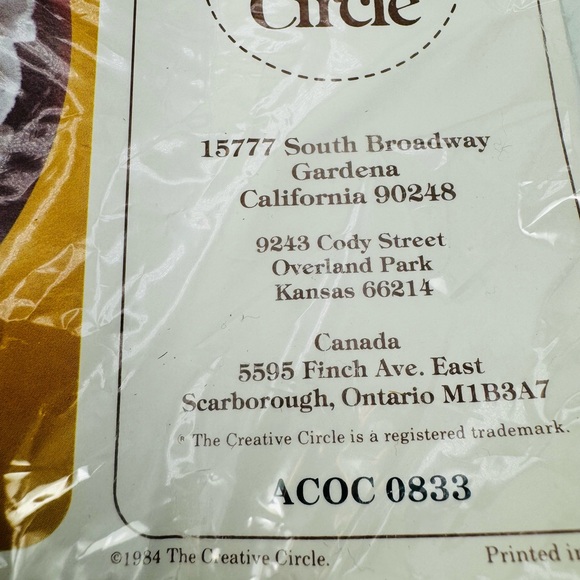 Circle
15777 South Broadway
Gardena
California 90248
9243 Cody Street
Overland Park
Kansas 66214
Canada
5595 Finch Ave. East
Scarborough, Ontario M1B3A7
® The Creative Circle is a registered trademark.
ACOC 0833
©1984 The Creative Circle.
Printed in